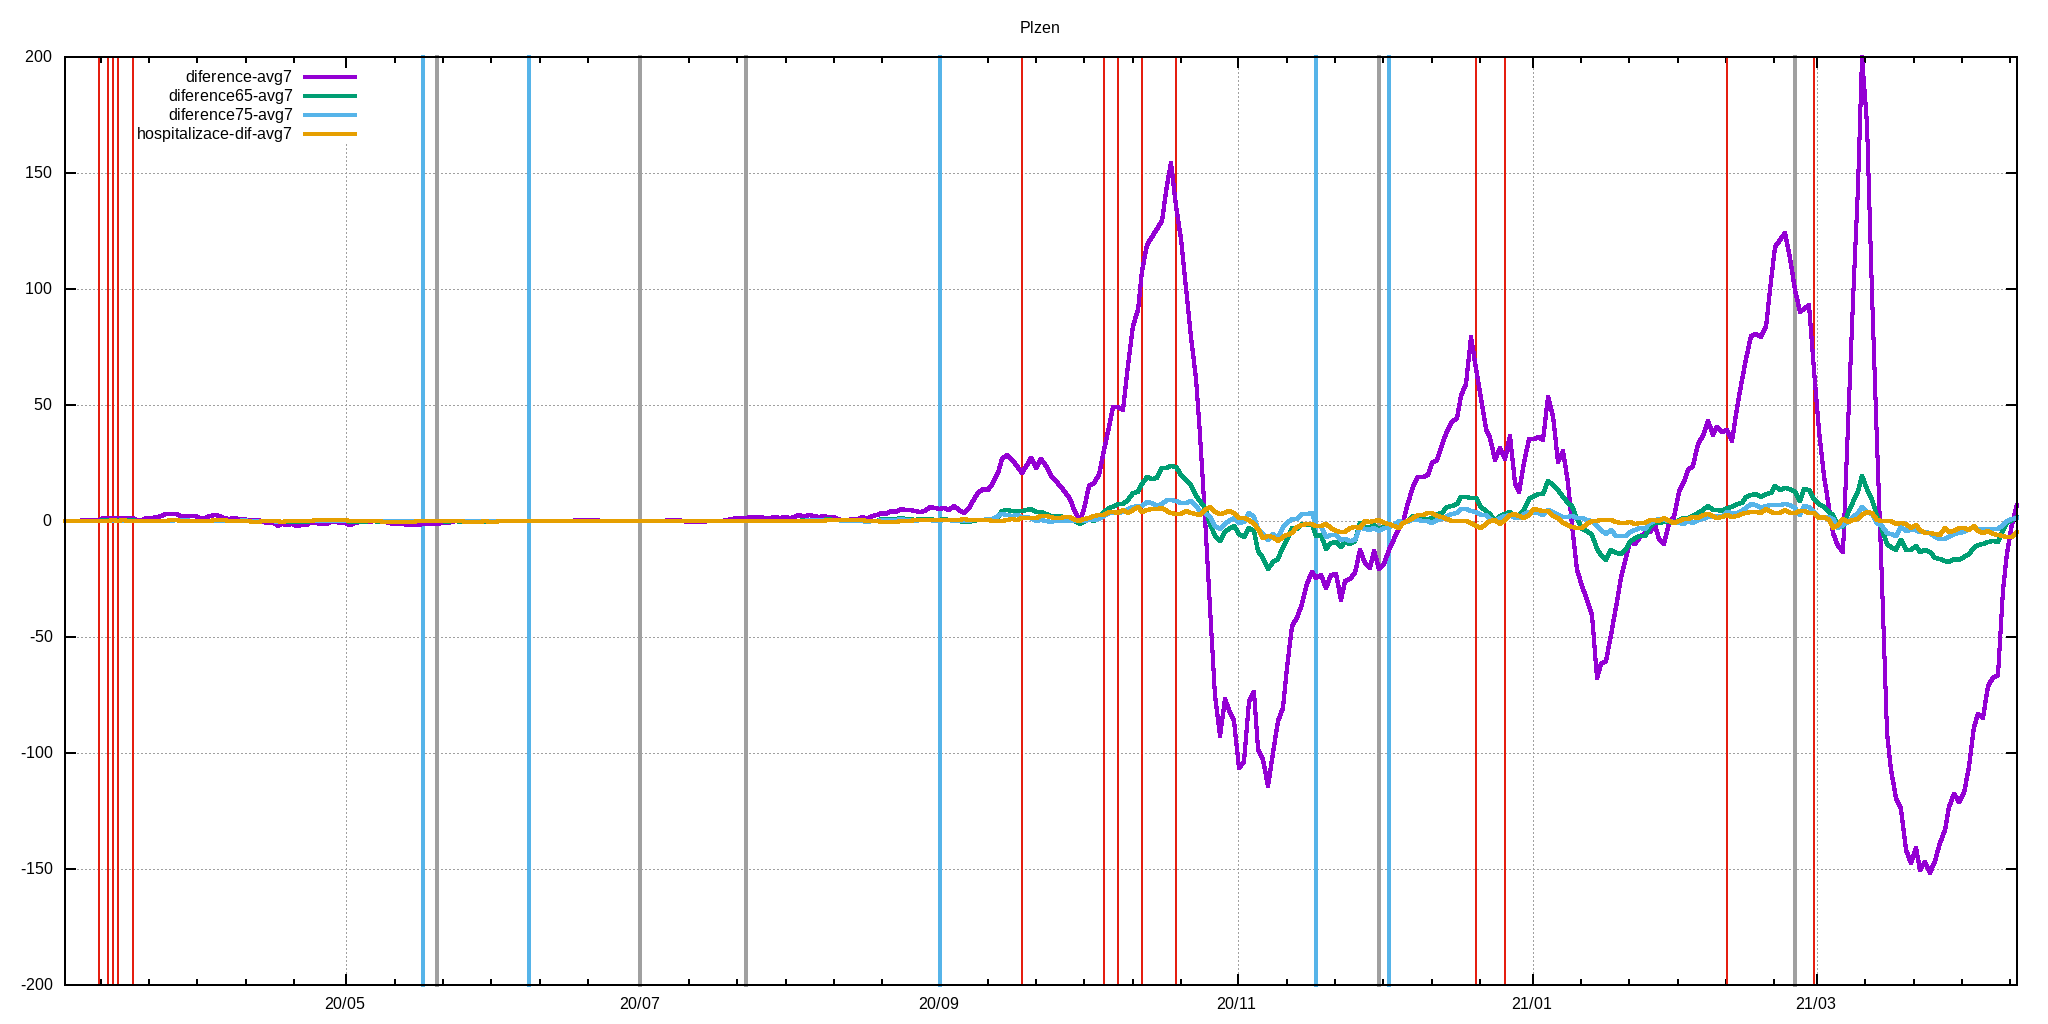 Plzen
diference-avg7
diference65-avg7
diference75-avg7
hospitalizace-dif-avg7
200
150
100
50
0
-50
-100
-150
-200
20/05 20/07 20/09 20/11 21/01 21/03